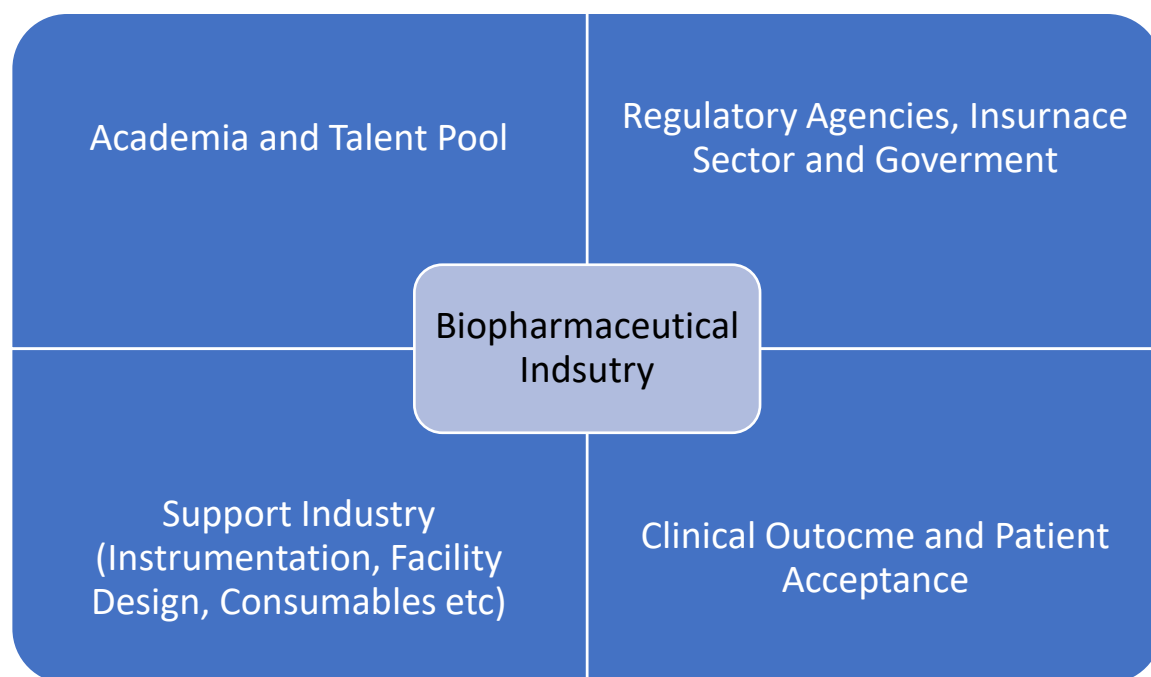 Academia and Talent Pool
Regulatory Agencies, Insurnace
Sector and Goverment
Biopharmaceutical
Indsutry
Support Industry
(Instrumentation, Facility
Design, Consumables etc)
Clinical Outocme and Patient
Acceptance